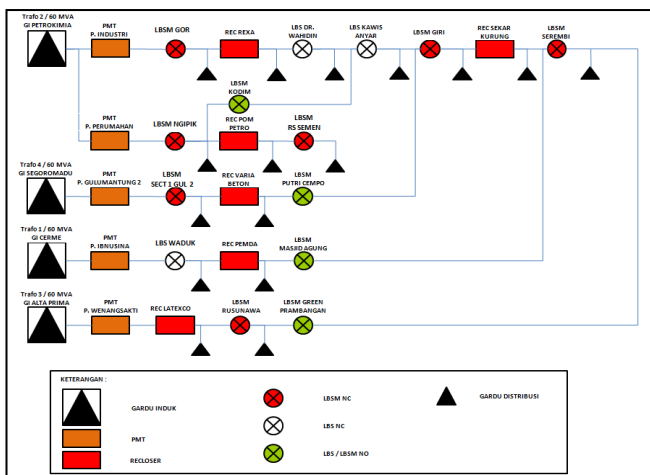 Trafo 2 / 60 MVA
GI PETROKIMIA
PMT
P. INDUSTRI
LBSM GOR
REC REXA
LBS DR.
WAHIDIN
LBS KAWIS
ANYAR
LBSM GIRI
REC SEKAR
KURUNG
LBSM
SEREMBI
LBSM
KODIM
PMT
P. PERUMAHAN
LBSM NGIPIK
REC POM
PETRO
LBSM
RS SEMEN
Trafo 4 / 60 MVA
GI SEGOROMADU
PMT
P. GULUMANTUNG 2
LBSM
SECT 1 GUL 2
REC VARIA
BETON
LBSM
PUTRI CEMPO
Trafo 1 / 60 MVA
GI CERME
PMT
P. IBNUSINA
LBS WADUK
REC PEMDA
LBSM
MASJID AGUNG
Trafo 3 / 60 MVA
GI ALTA PRIMA
PMT
P. WENANGSAKTI
REC LATEXCO
LBSM
RUSUNAWA
LBSM GREEN
PRAMBANGAN
KETERANGAN :
GARDU INDUK
PMT
RECLOSER
LBSM NC
LBS NC
LBS / LBSM NO
GARDU DISTRIBUSI